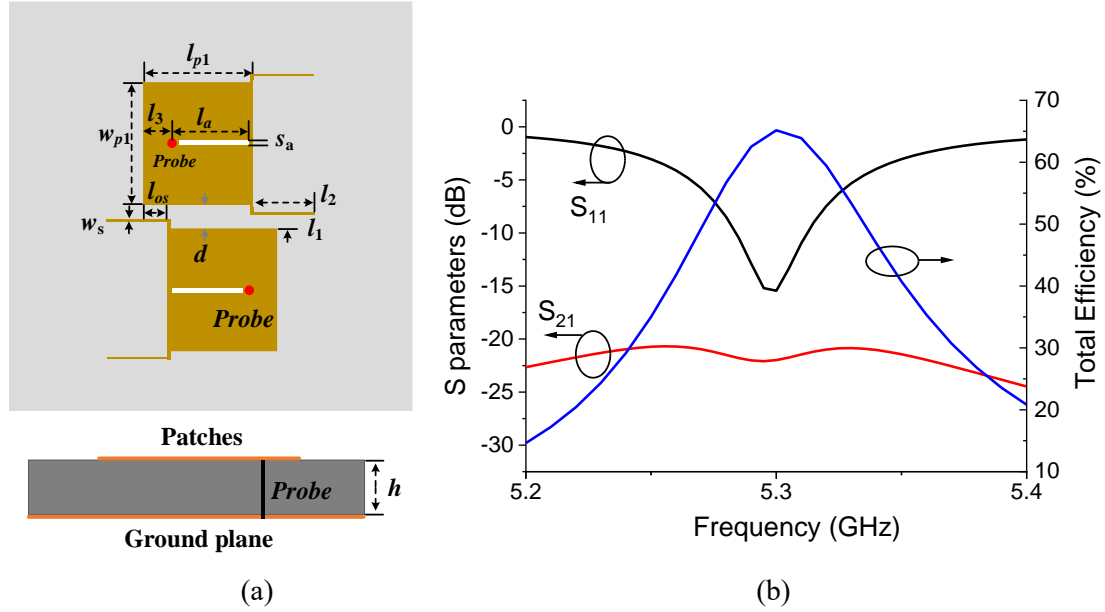 l_p1
w_p1
l_3
l_a
s_a
Probe
l_os
l_2
w_s
l_1
d
Probe
Patches
Probe
h
Ground plane
(a)
0
-5
-10
-15
-20
-25
-30
S parameters (dB)
S_11
S_21
70
60
50
40
30
20
10
Total Efficiency (%)
5.2
5.3
5.4
Frequency (GHz)
(b)